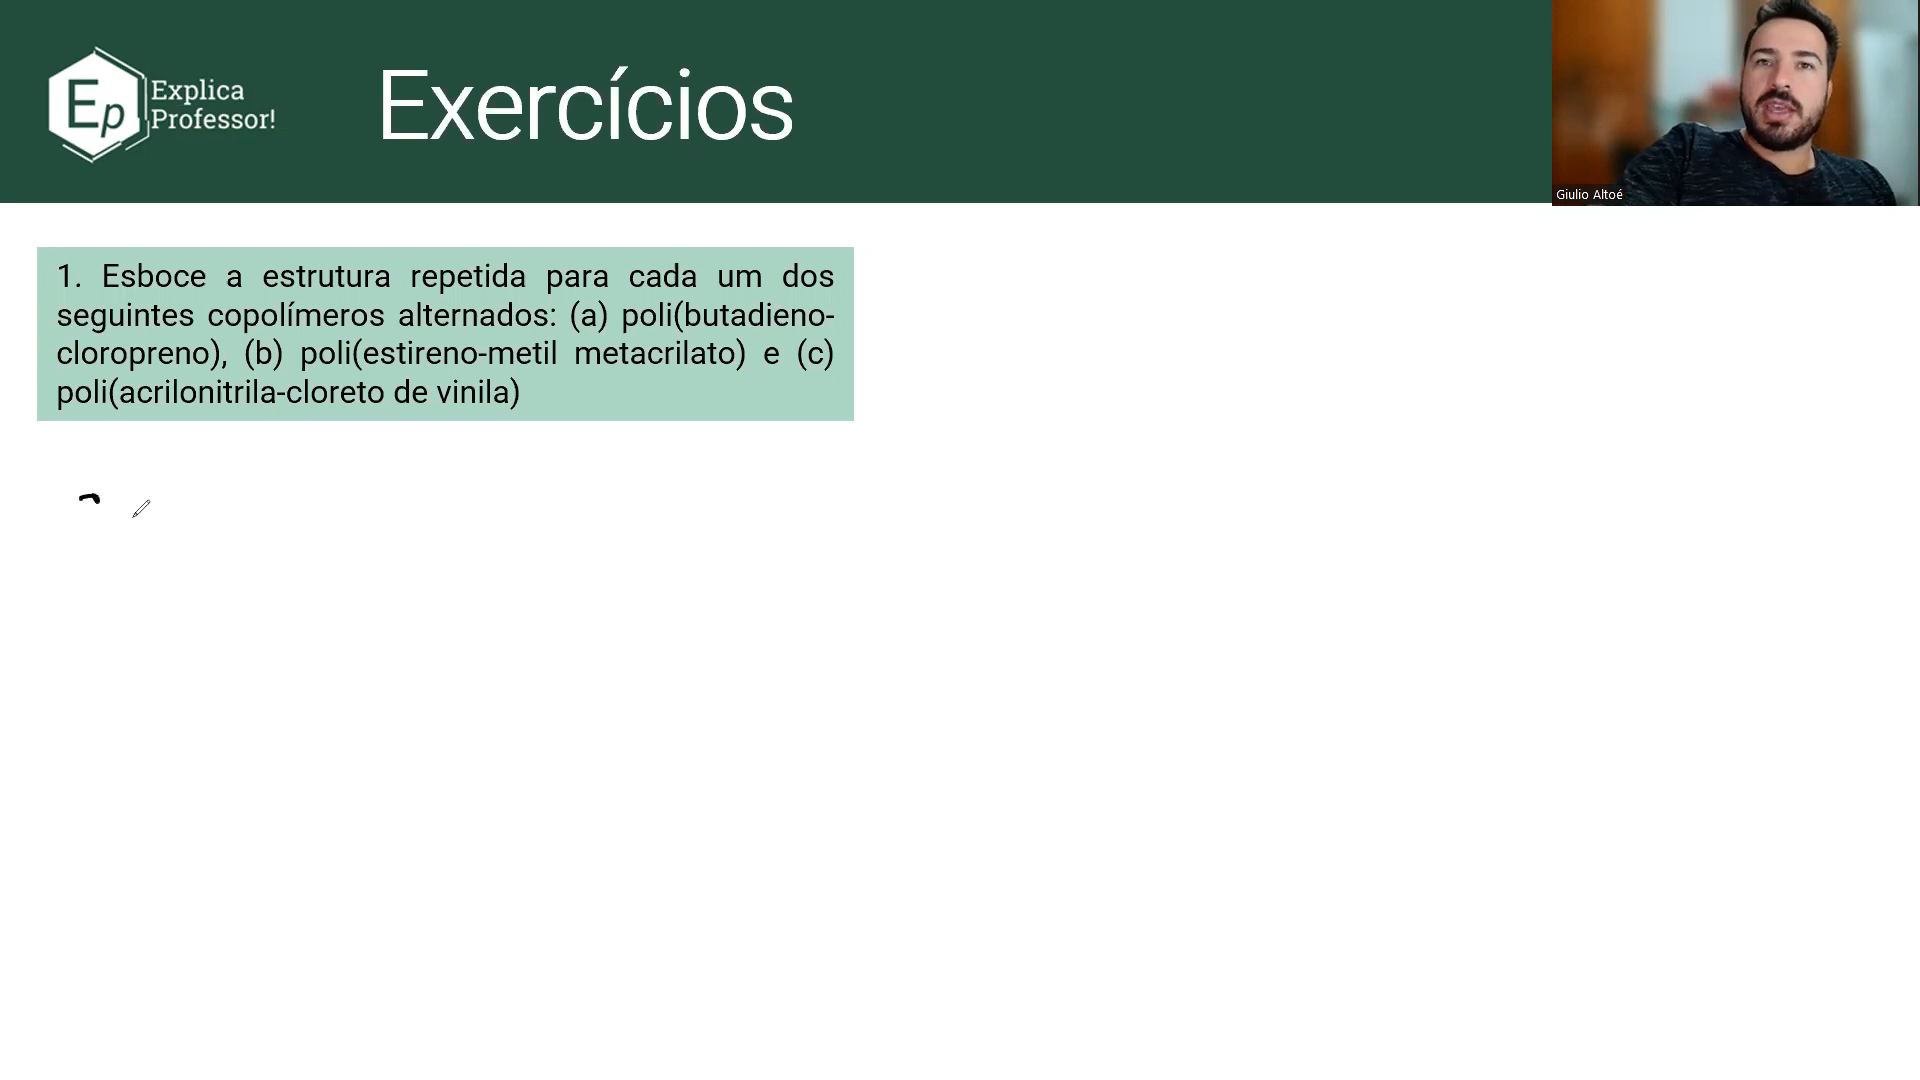 Ep Explica
Professor!
Exercícios
Giulio Altoé
1. Esboce a estrutura repetida para cada um dos
seguintes copolímeros alternados: (a) poli(butadieno-
cloropreno), (b) poli(estireno-metil metacrilato) e (c)
poli(acrilonitrila-cloreto de vinila)